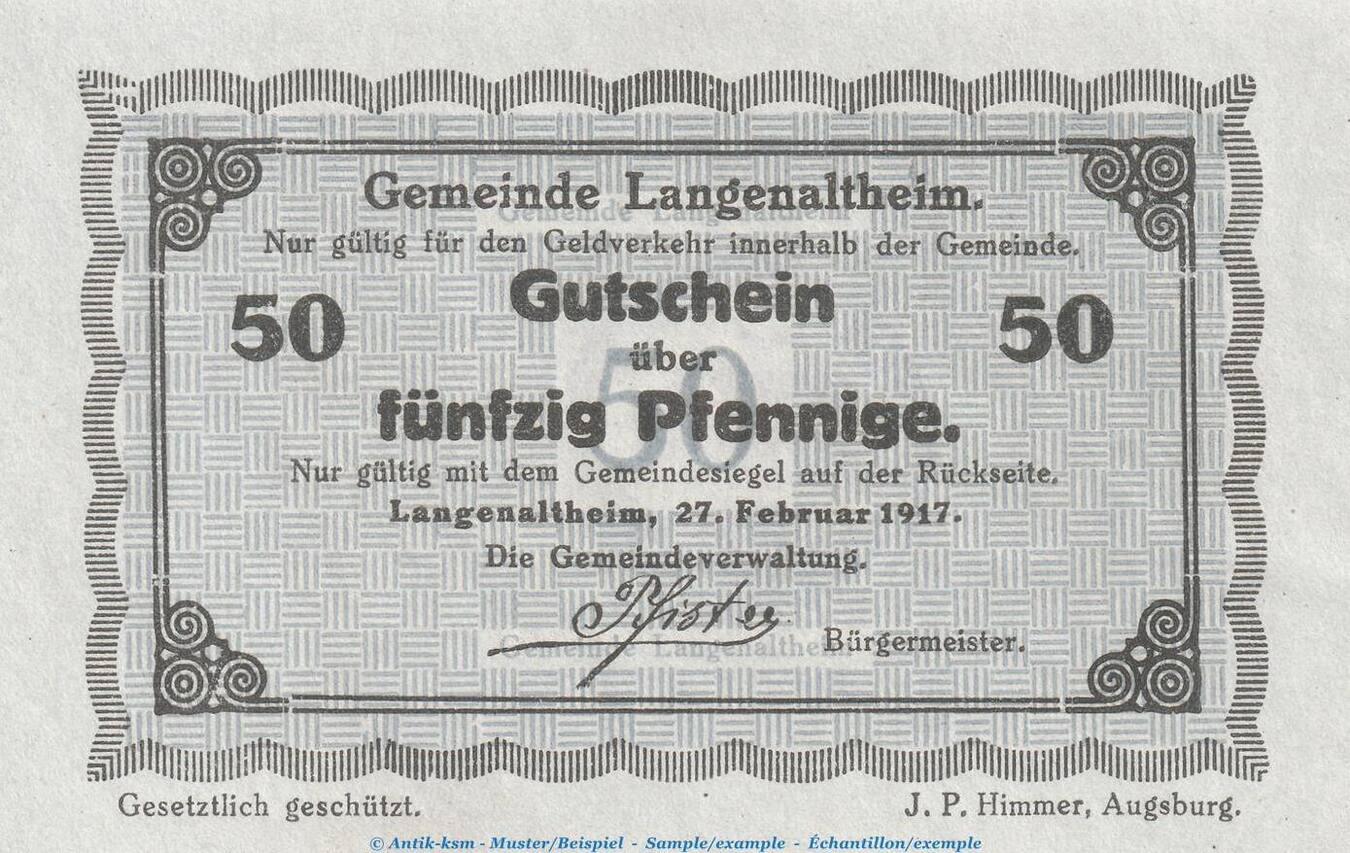 Gemeinde Langenaltheim.
Gemeinde Langenaltheim
Nur gültig für den Geldverkehr innerhalb der Gemeinde.
Gutschein
50 50
über
50
fünfzig Pfennige.
Nur gültig mit dem Gemeindesiegel auf der Rückseite.
Langenaltheim, 27. Februar 1917.
Die Gemeindeverwaltung.
Pfister
Gemeinde Langenaltheim
Bürgermeister.
Gesetztlich geschützt. J. P. Himmer, Augsburg.
© Antik-ksm - Muster/Beispiel - Sample/example - Échantillon/exemple